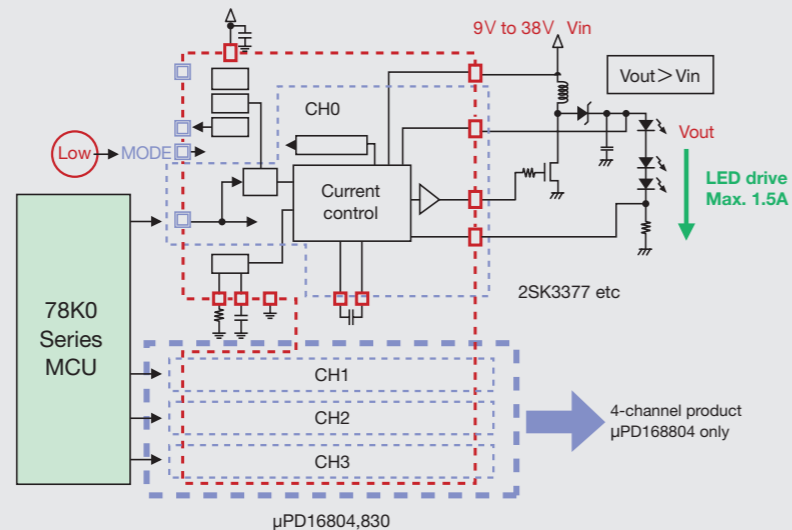 9V to 38V Vin
Vout＞Vin
CH0
Low
MODE
Vout
Current
control
LED drive
Max. 1.5A
2SK3377 etc
78K0
Series
MCU
CH1
CH2
CH3
4-channel product
μPD168804 only
μPD16804,830